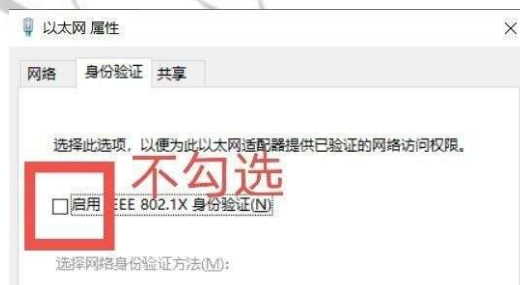 以太网 属性
网络 身份验证 共享
选择此选项，以便为此以太网适配器提供已验证的网络访问权限。
不勾选
启用 IEEE 802.1X 身份验证(N)
选择网络身份验证方法(M):